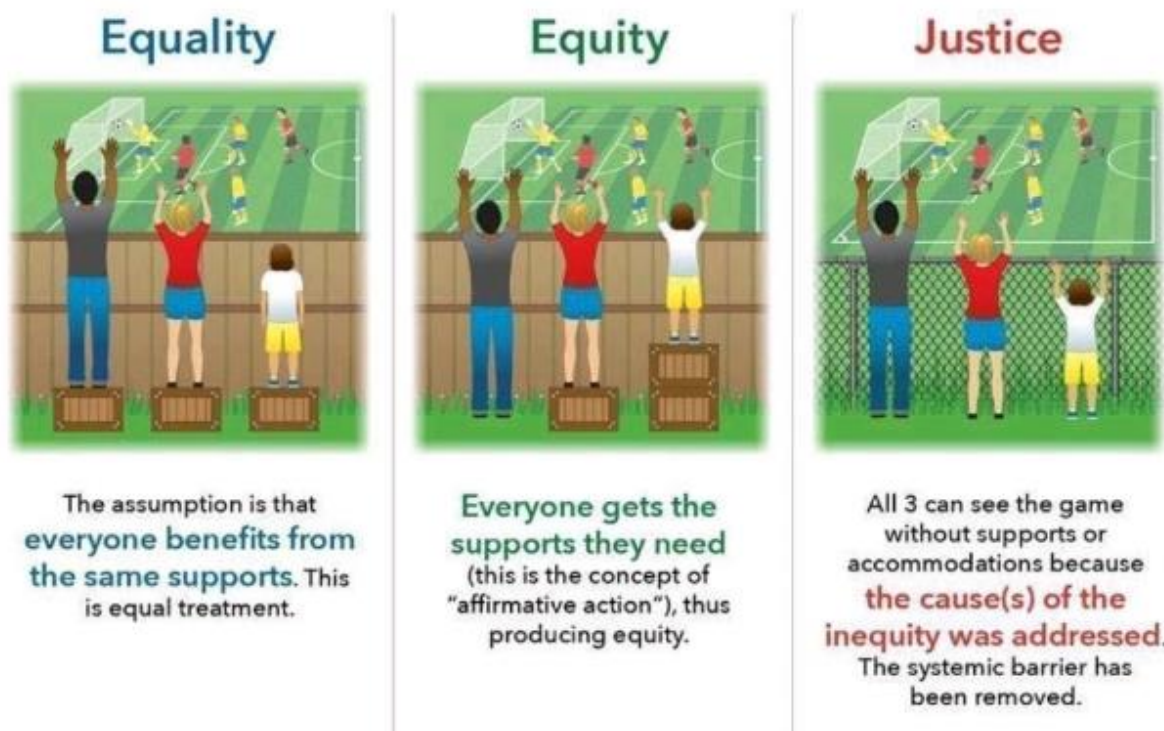 Equality
The assumption is that
everyone benefits from
the same supports. This
is equal treatment.
Equity
Everyone gets the
supports they need
(this is the concept of
"affirmative action"), thus
producing equity.
Justice
All 3 can see the game
without supports or
accommodations because
the cause(s) of the
inequity was addressed.
The systemic barrier has
been removed.